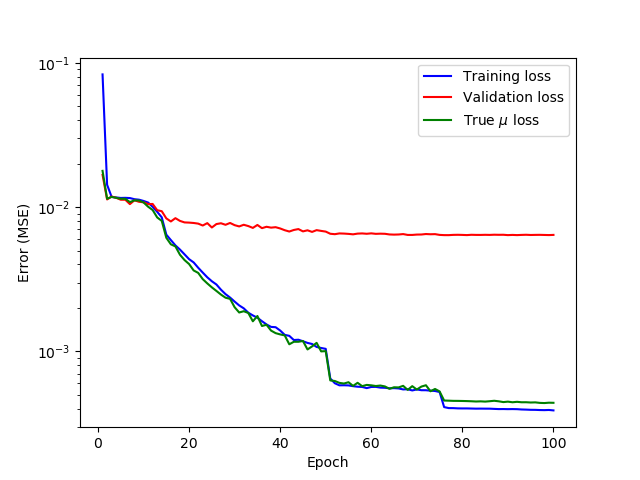 Training loss
Validation loss
True μ loss
10⁻¹
10⁻²
10⁻³
Error (MSE)
0 20 40 60 80 100
Epoch